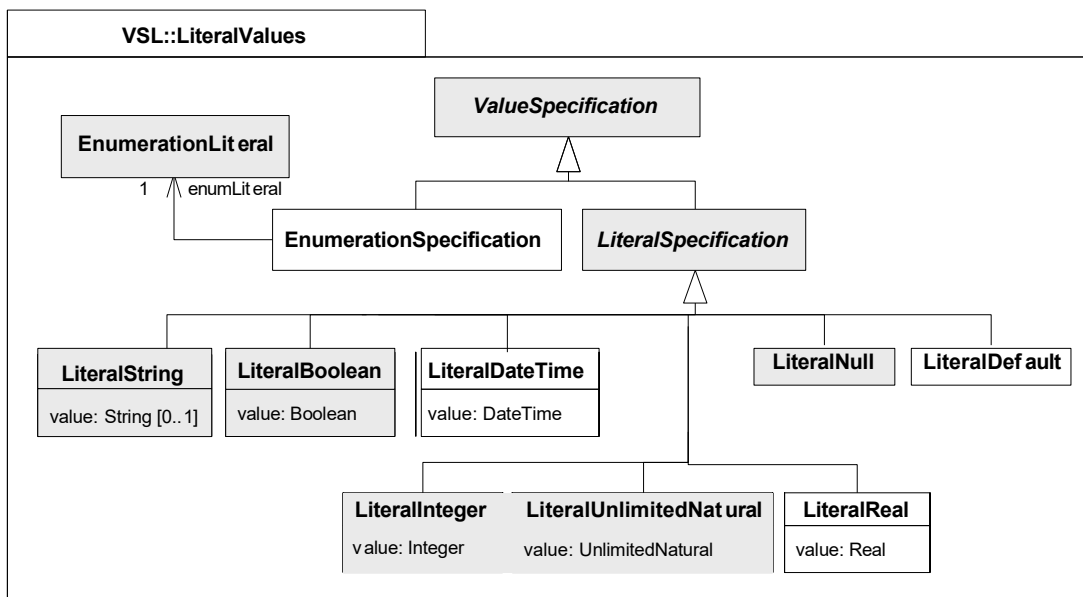 VSL::LiteralValues
ValueSpecification
EnumerationLiteral
1 enumLiteral
EnumerationSpecification
LiteralSpecification
LiteralString
value: String [0..1]
LiteralBoolean
value: Boolean
LiteralDateTime
value: DateTime
LiteralNull
LiteralDefault
LiteralInteger
value: Integer
LiteralUnlimitedNatural
value: UnlimitedNatural
LiteralReal
value: Real